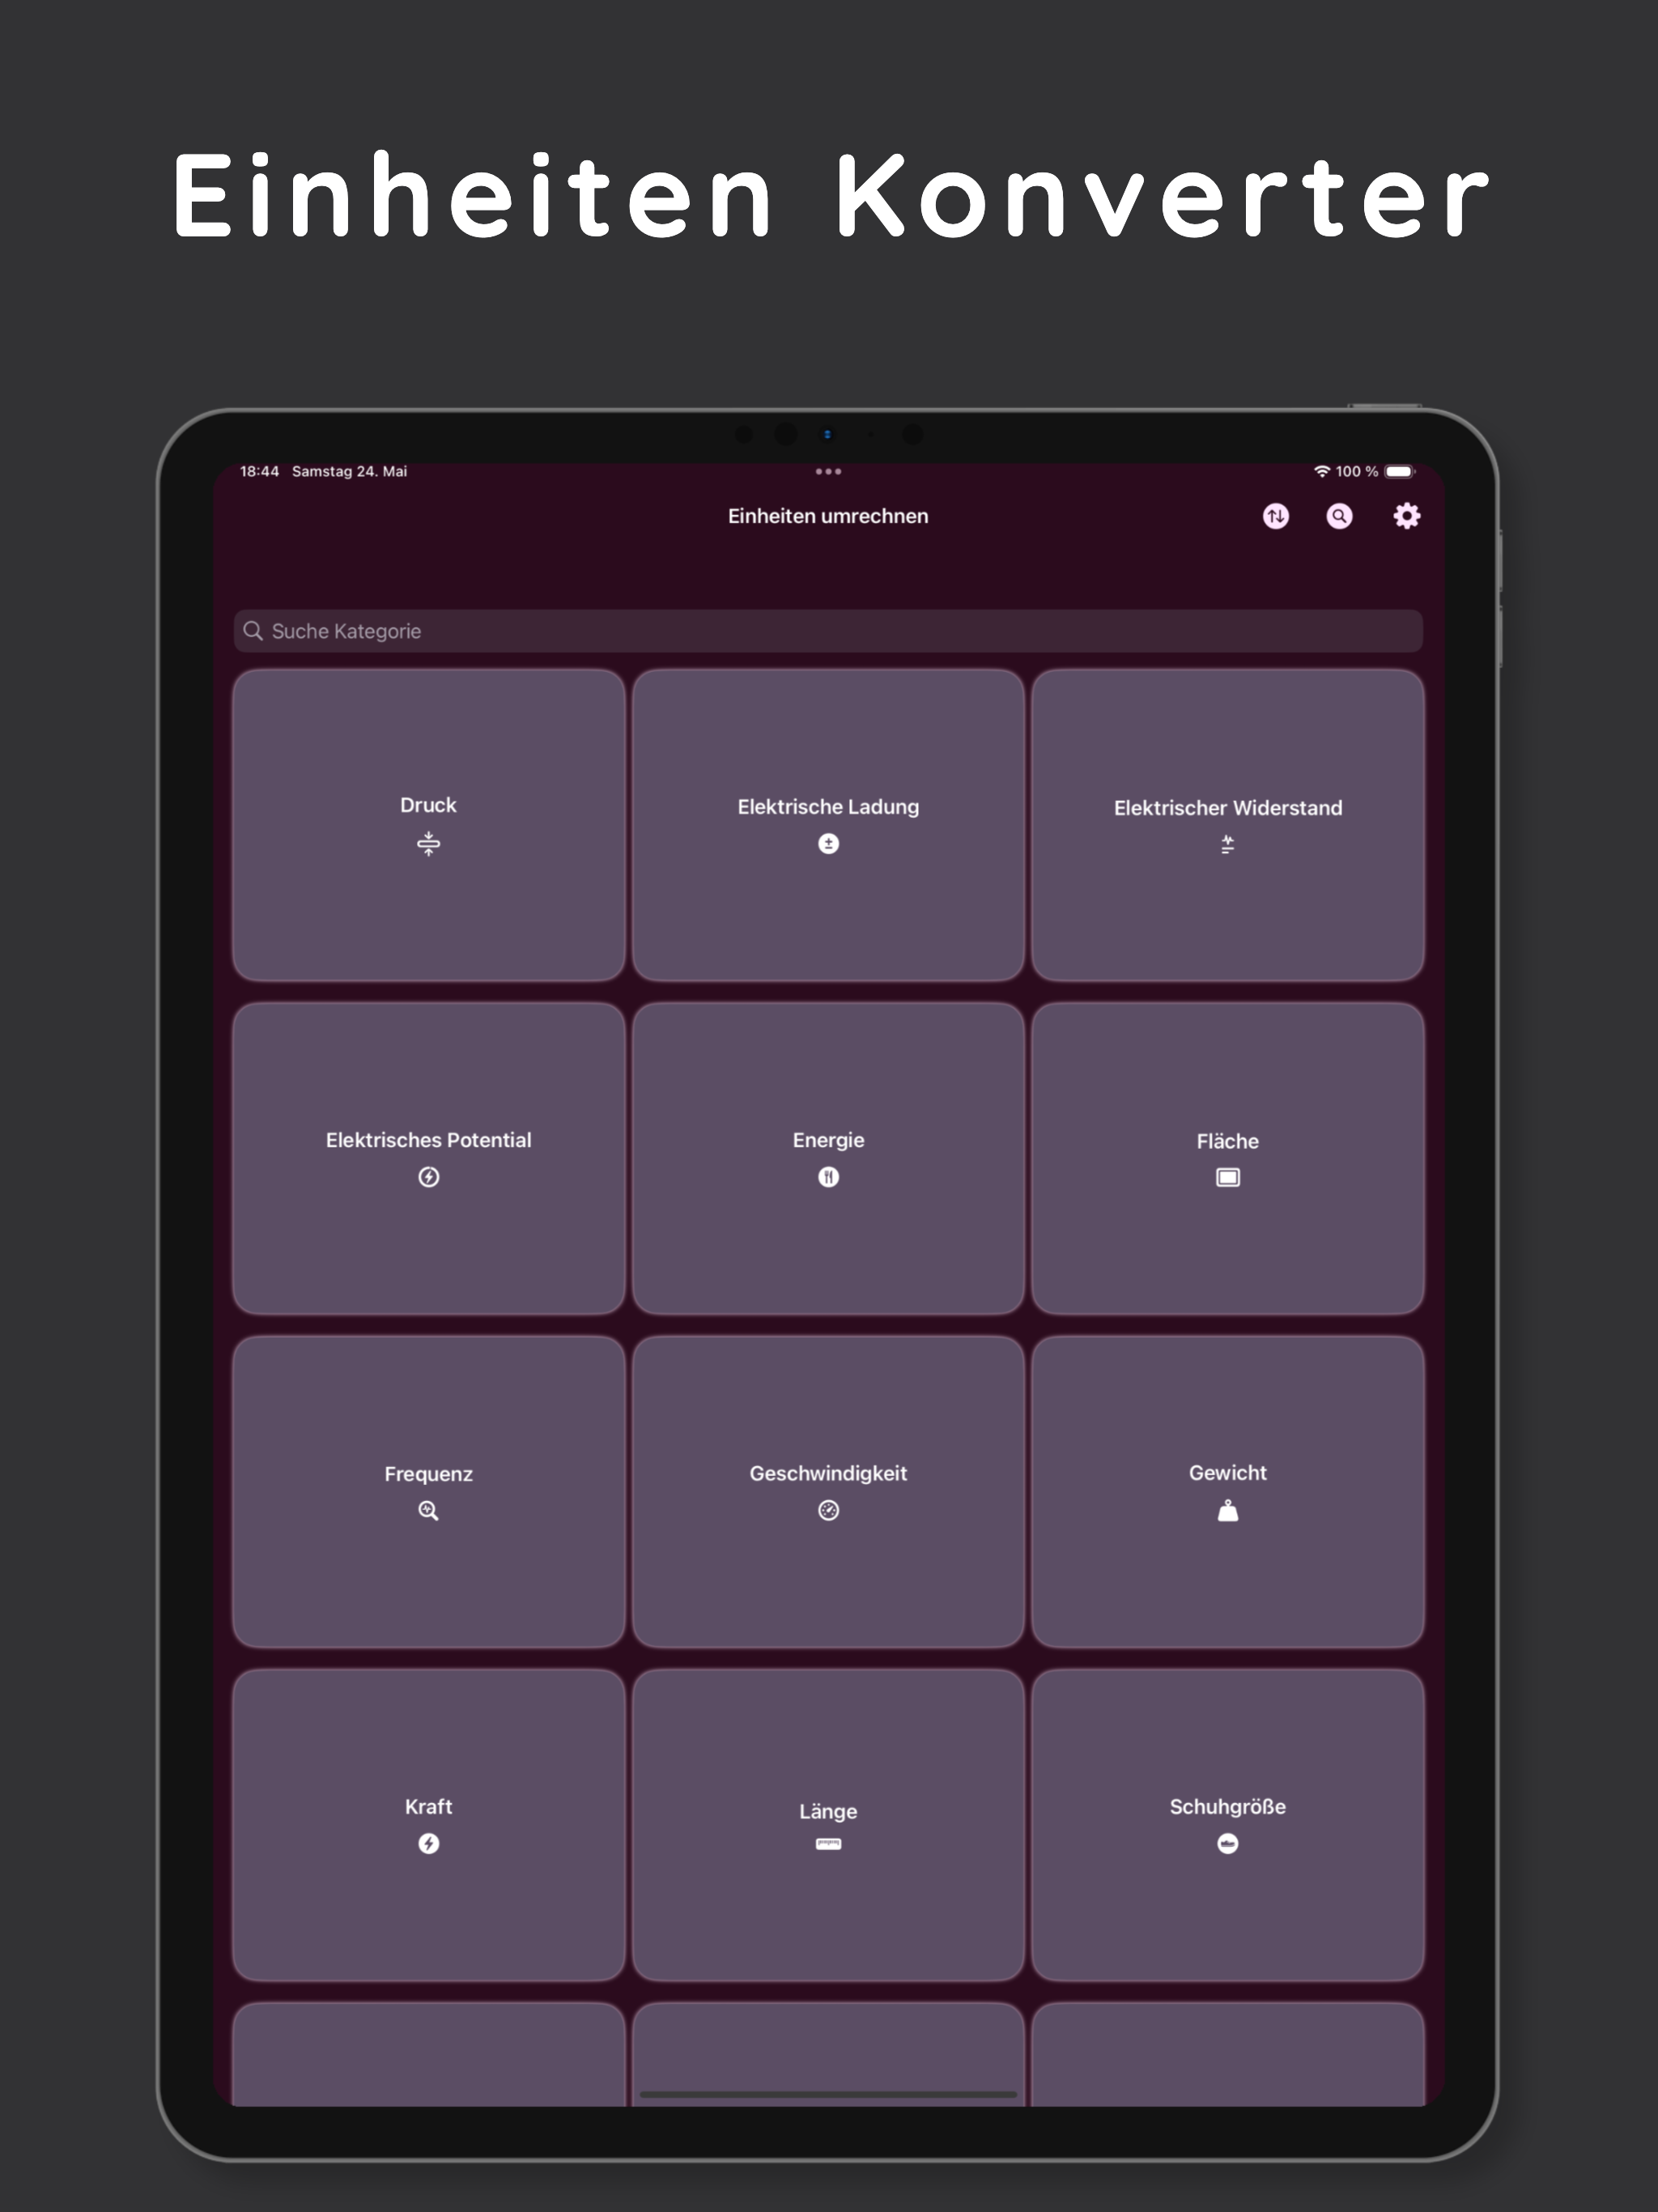 Einheiten Konverter
18:44 Samstag 24. Mai
100 %
Einheiten umrechnen
Suche Kategorie
Druck
Elektrische Ladung
Elektrischer Widerstand
Elektrisches Potential
Energie
Fläche
Frequenz
Geschwindigkeit
Gewicht
Kraft
Länge
Schuhgröße